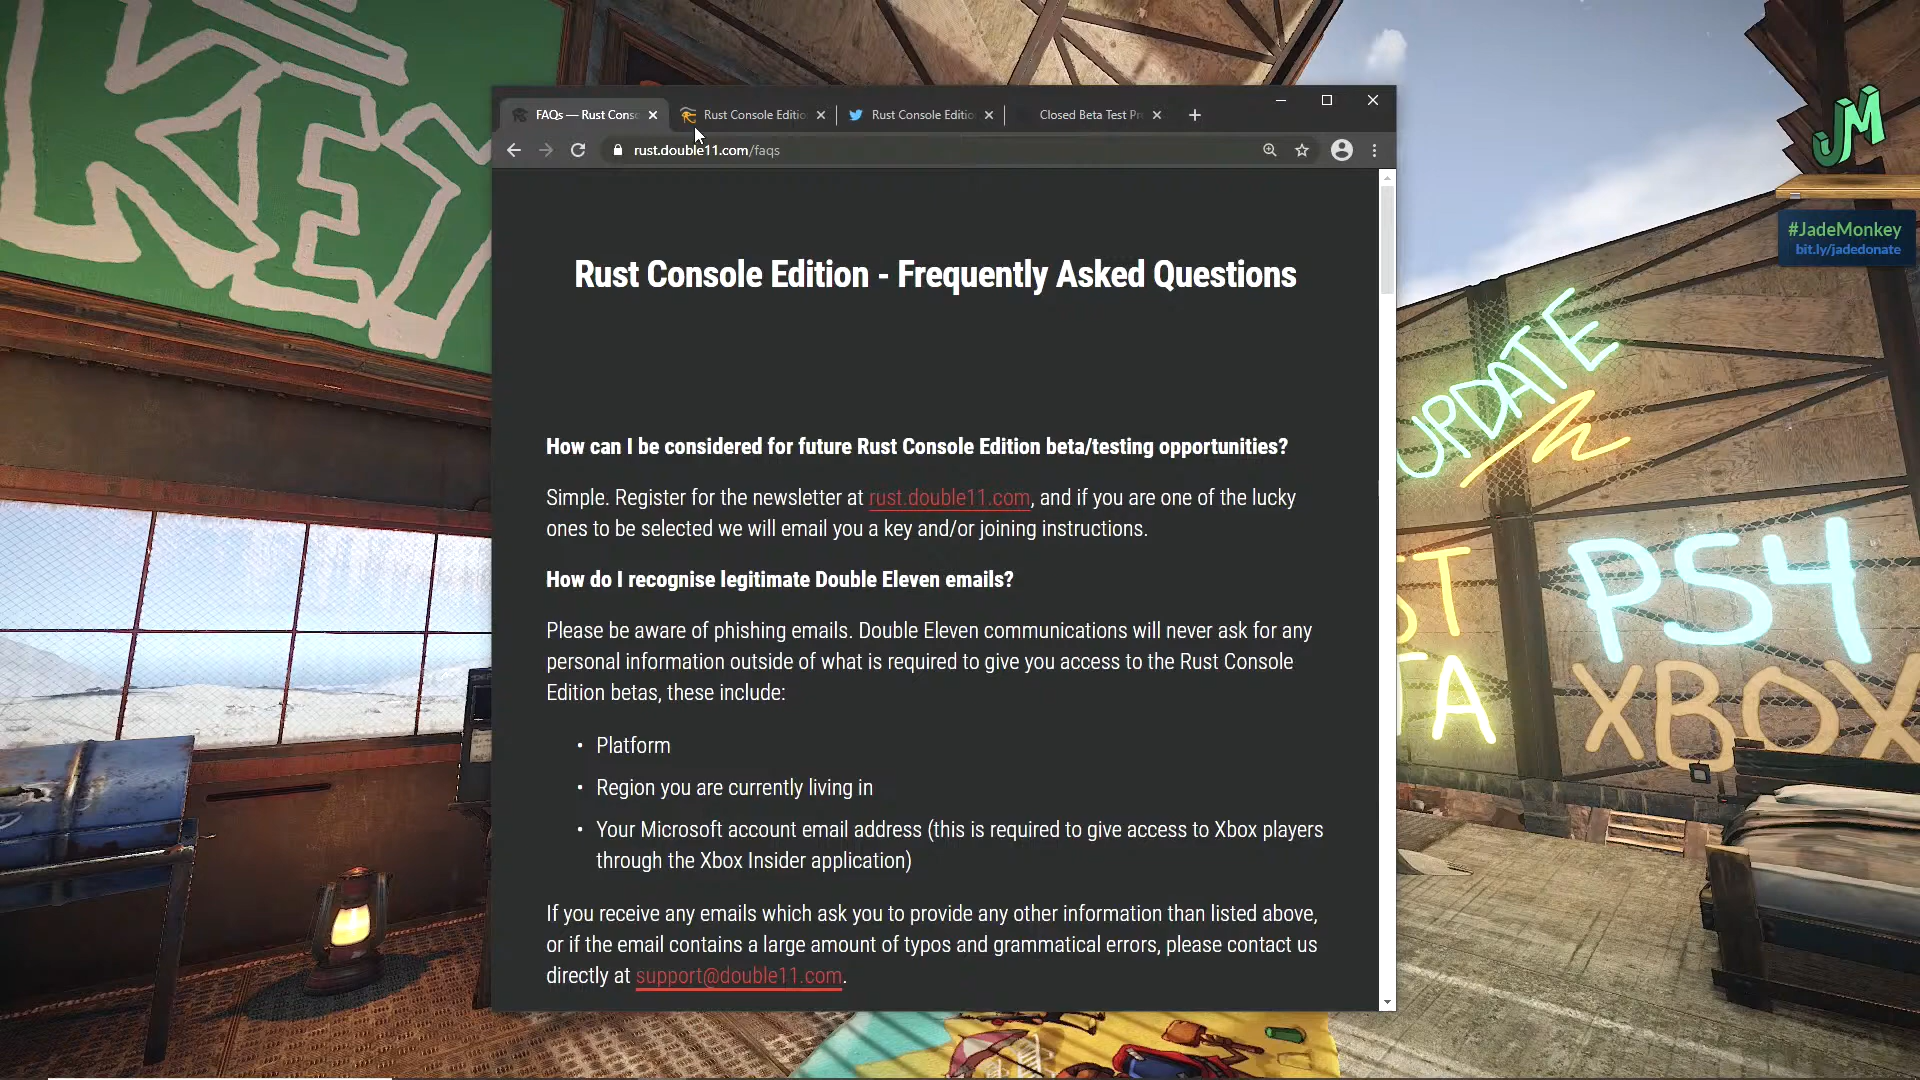 KEY
FAQs — Rust Conso
Rust Console Editio
Rust Console Editio
Closed Beta Test Pr
rust.double11.com/faqs
JM
#JadeMonkey
bit.ly/jadedonate
Rust Console Edition - Frequently Asked Questions
How can I be considered for future Rust Console Edition beta/testing opportunities?
Simple. Register for the newsletter at rust.double11.com, and if you are one of the lucky
ones to be selected we will email you a key and/or joining instructions.
How do I recognise legitimate Double Eleven emails?
Please be aware of phishing emails. Double Eleven communications will never ask for any
personal information outside of what is required to give you access to the Rust Console
Edition betas, these include:
• Platform
• Region you are currently living in
• Your Microsoft account email address (this is required to give access to Xbox players
through the Xbox Insider application)
If you receive any emails which ask you to provide any other information than listed above,
or if the email contains a large amount of typos and grammatical errors, please contact us
directly at support@double11.com.
UPDATE
ST
TA
PS4
XBOX